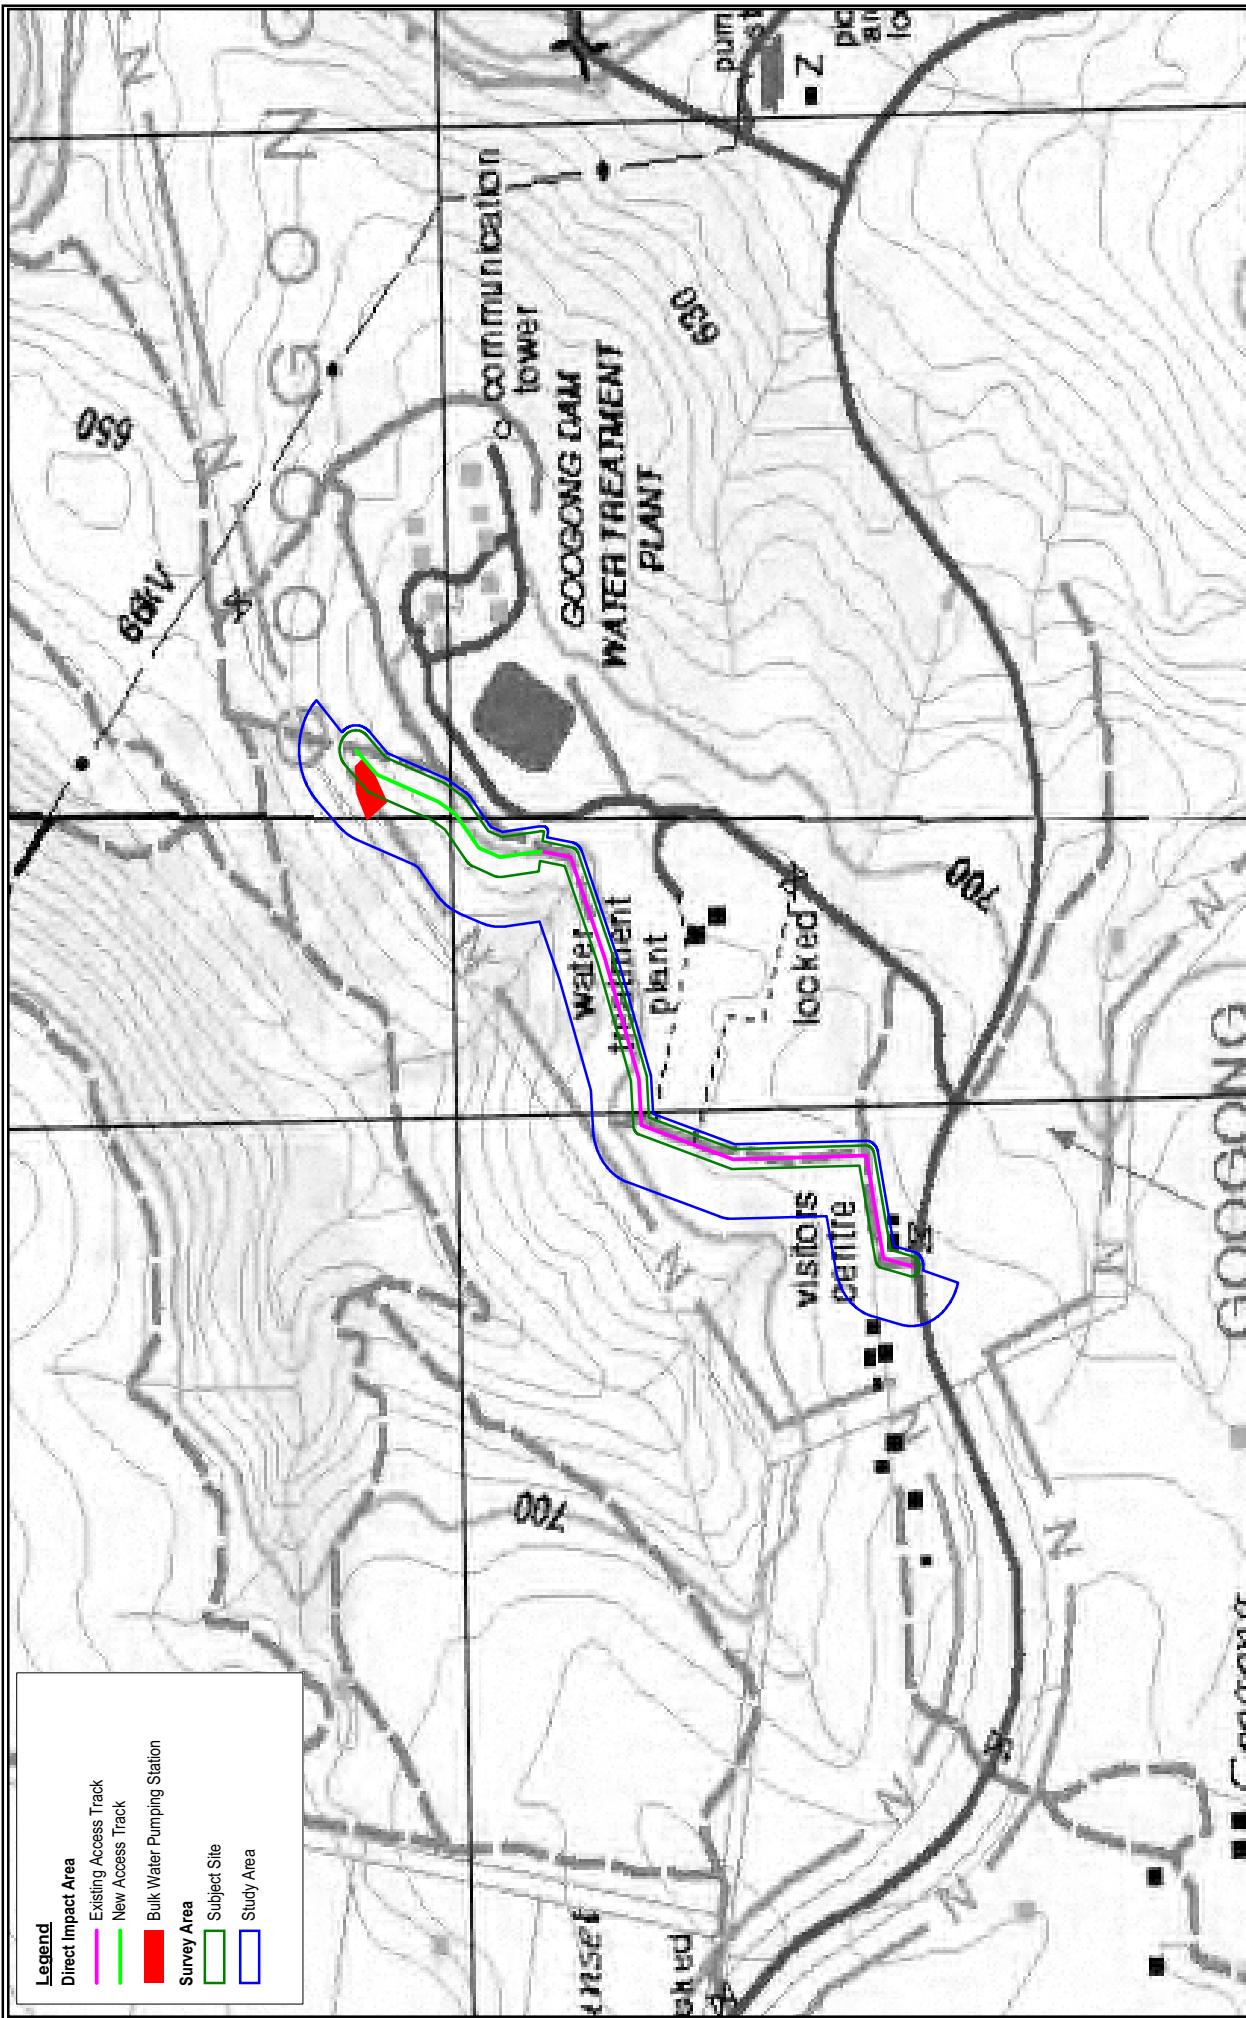 Legend
Direct Impact Area
Existing Access Track
New Access Track
Bulk Water Pumping Station
Survey Area
Subject Site
Study Area
N
GOOGONG
650
66kV
N
N
communication
tower
GOOGONG DAM
WATER TREATMENT
PLANT
630
Z
water
treatment
plant
locked
700
N
N
visitors
centre
N
GOOGONG
700
N
N
N
N